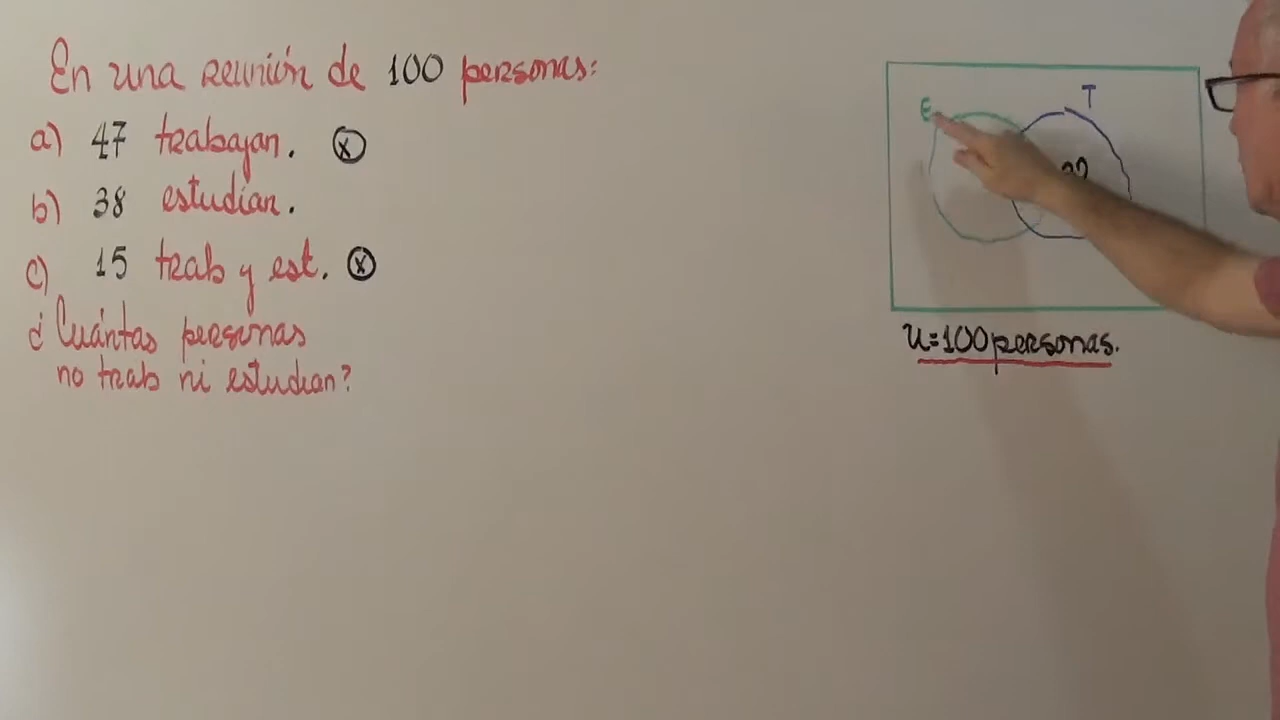 En una reunión de 100 personas:
a) 47 trabajan. (x)
b) 38 estudian.
c) 15 trab y est. (x)
¿Cuántas personas
no trab ni estudian?
E
T
U=100 personas.